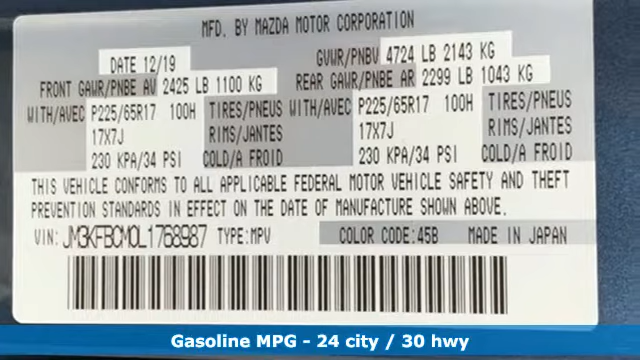 MFD. BY MAZDA MOTOR CORPORATION
DATE 12/19 GVWR/PNBV 4724 LB 2143 KG
FRONT GAWR/PNBE AV 2425 LB 1100 KG REAR GAWR/PNBE AR 2299 LB 1043 KG
WITH/AVEC P225/65R17 100H TIRES/PNEUS WITH/AVEC P225/65R17 100H TIRES/PNEUS
17X7J RIMS/JANTES 17X7J RIMS/JANTES
230 KPA/34 PSI COLD/A FROID 230 KPA/34 PSI COLD/A FROID
THIS VEHICLE CONFORMS TO ALL APPLICABLE FEDERAL MOTOR VEHICLE SAFETY AND THEFT
PREVENTION STANDARDS IN EFFECT ON THE DATE OF MANUFACTURE SHOWN ABOVE.
VIN: JM3KFBCM0L1768987 TYPE:MPV COLOR CODE:45B MADE IN JAPAN
Gasoline MPG - 24 city / 30 hwy